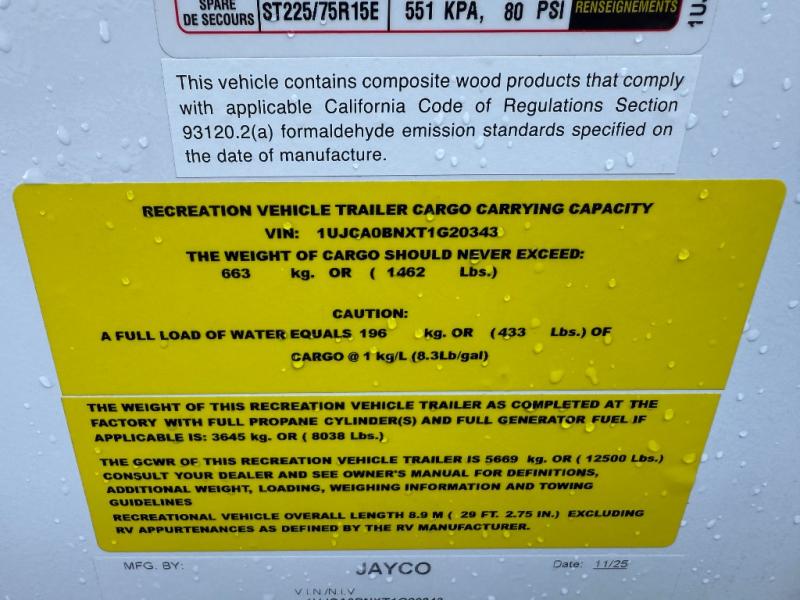 SPARE
DE SECOURS ST225/75R15E 551 KPA, 80 PSI RENSEIGNEMENTS
1UJ
This vehicle contains composite wood products that comply
with applicable California Code of Regulations Section
93120.2(a) formaldehyde emission standards specified on
the date of manufacture.
RECREATION VEHICLE TRAILER CARGO CARRYING CAPACITY
VIN: 1UJCA0BNXT1G20343
THE WEIGHT OF CARGO SHOULD NEVER EXCEED:
663 kg. OR ( 1462 Lbs.)
CAUTION:
A FULL LOAD OF WATER EQUALS 196 kg. OR (433 Lbs.) OF
CARGO @ 1 kg/L (8.3Lb/gal)
THE WEIGHT OF THIS RECREATION VEHICLE TRAILER AS COMPLETED AT THE
FACTORY WITH FULL PROPANE CYLINDER(S) AND FULL GENERATOR FUEL IF
APPLICABLE IS: 3645 kg. OR ( 8038 Lbs.)
THE GCWR OF THIS RECREATION VEHICLE TRAILER IS 5669 kg. OR ( 12500 Lbs.)
CONSULT YOUR DEALER AND SEE OWNER'S MANUAL FOR DEFINITIONS,
ADDITIONAL WEIGHT, LOADING, WEIGHING INFORMATION AND TOWING
GUIDELINES
RECREATIONAL VEHICLE OVERALL LENGTH 8.9 M ( 29 FT. 2.75 IN.) EXCLUDING
RV APPURTENANCES AS DEFINED BY THE RV MANUFACTURER.
MFG. BY: JAYCO Date: 11/25
V.I.N./N.I.V